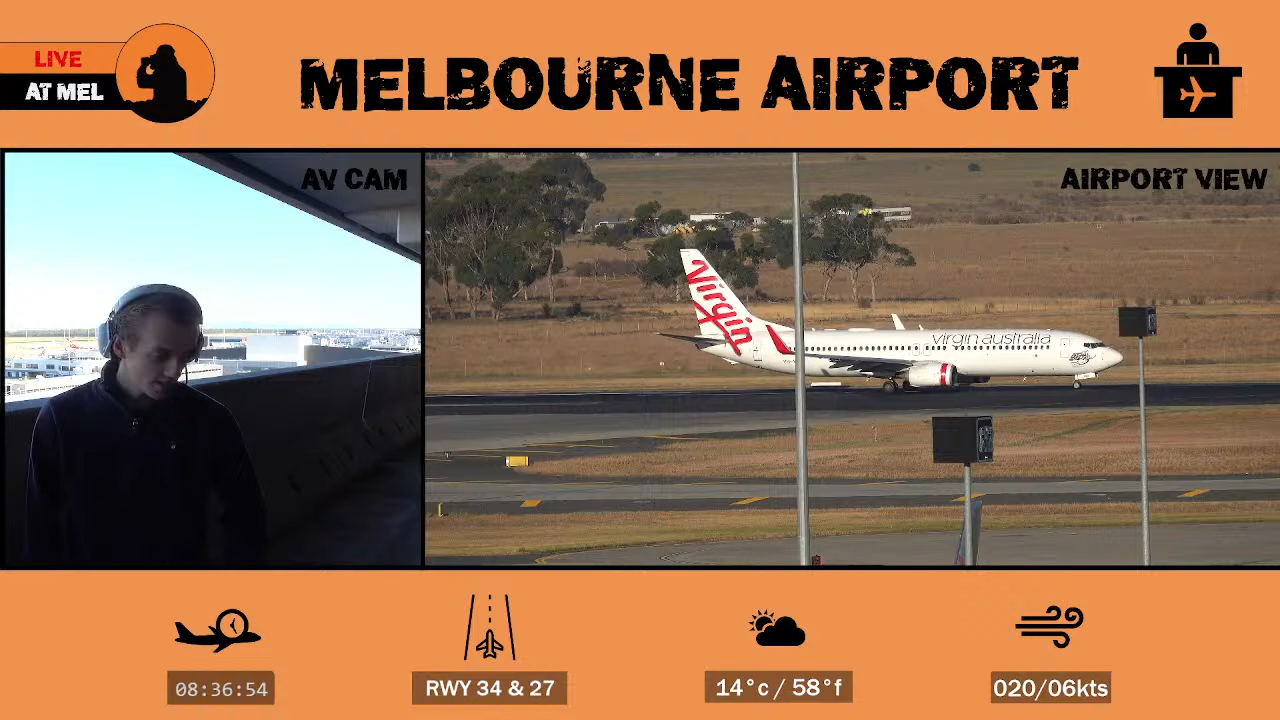 LIVE
AT MEL
MELBOURNE AIRPORT
AV CAM
AIRPORT VIEW
Virgin
virgin australia
08:36:54
RWY 34 & 27
14°c / 58°f
020/06kts